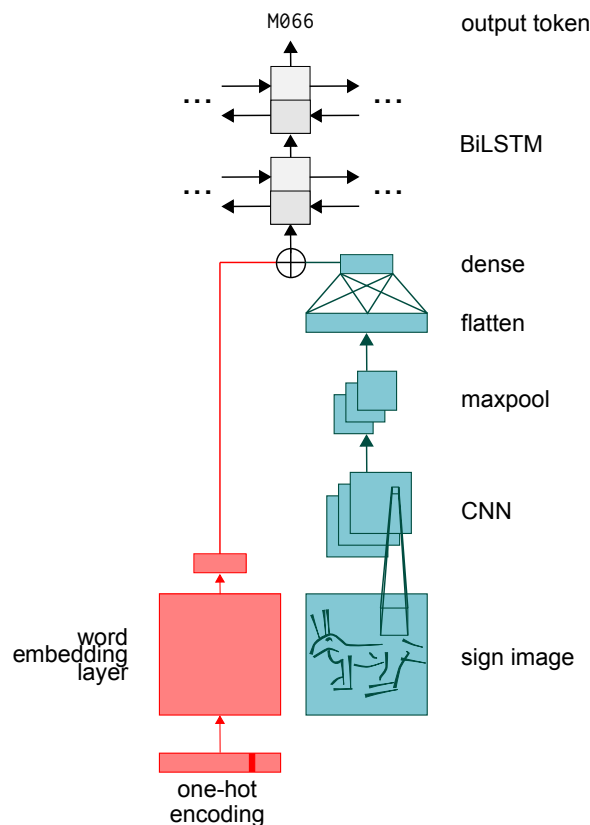 M066 output token
... ...
BiLSTM
... ...
dense
flatten
maxpool
CNN
word
embedding
layer
sign image
one-hot
encoding